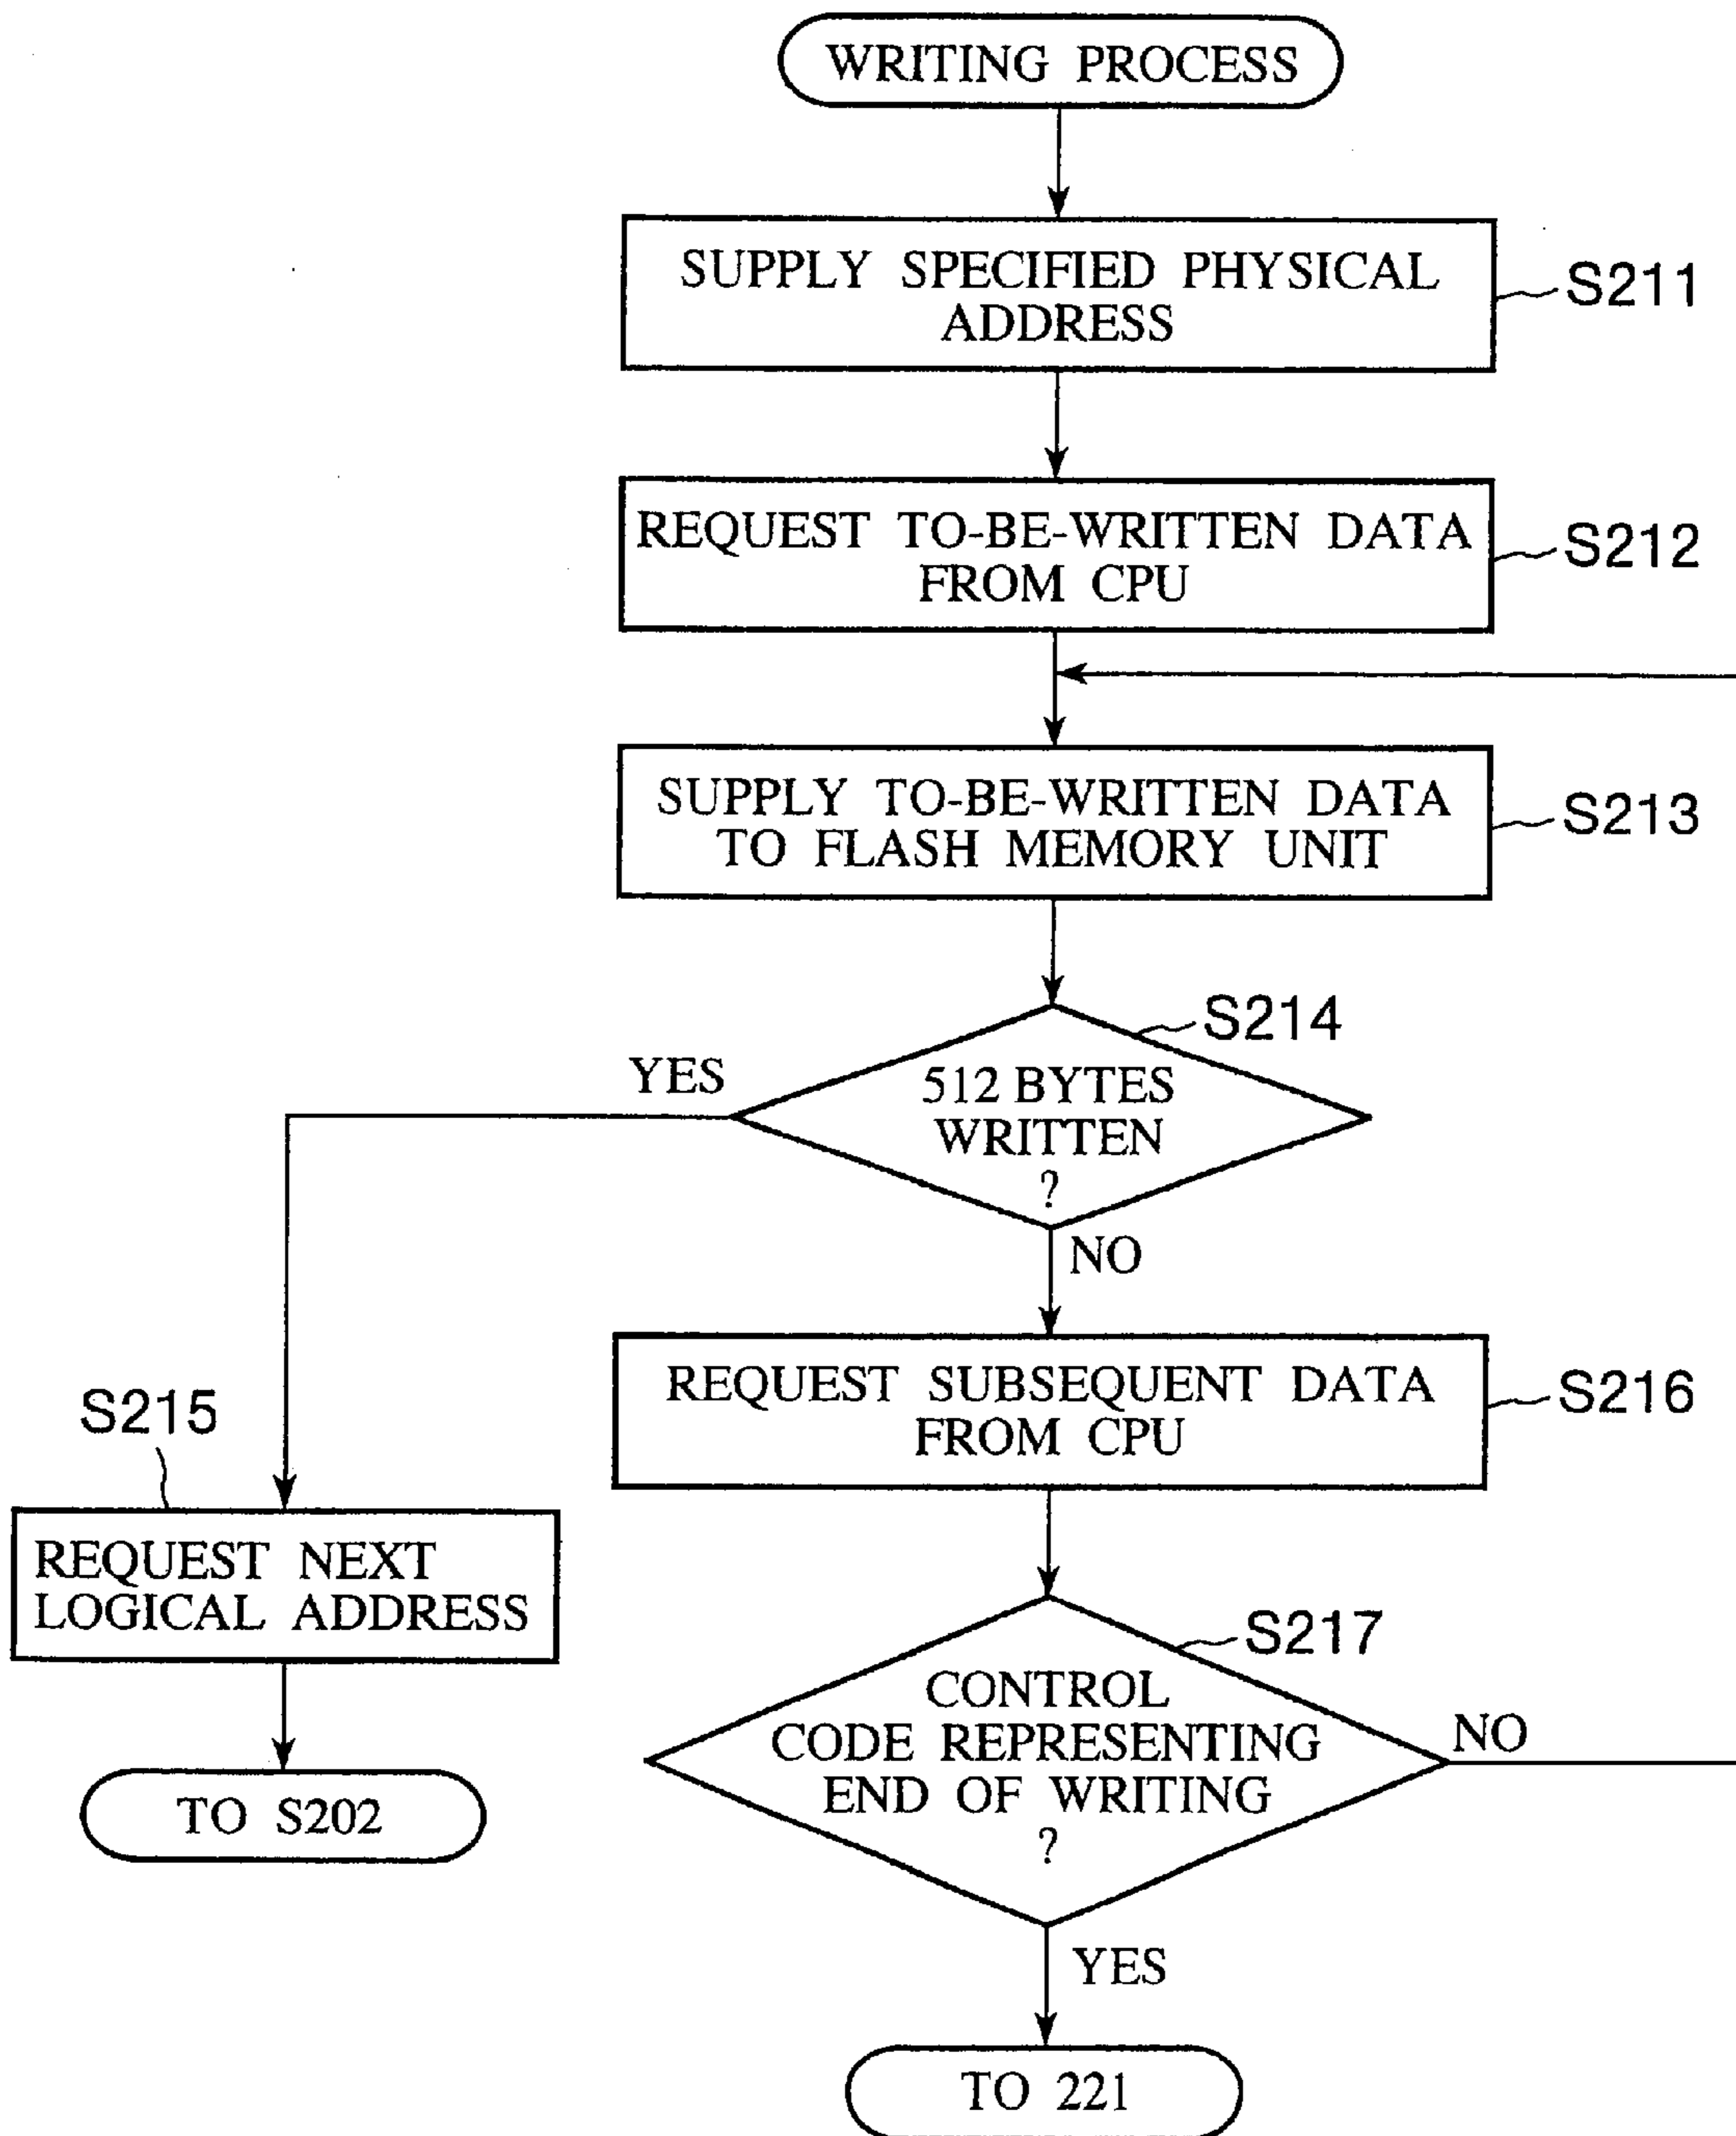 WRITING PROCESS
SUPPLY SPECIFIED PHYSICAL
ADDRESS
S211
REQUEST TO-BE-WRITTEN DATA
FROM CPU
S212
SUPPLY TO-BE-WRITTEN DATA
TO FLASH MEMORY UNIT
S213
S214
YES
512 BYTES
WRITTEN
?
NO
REQUEST SUBSEQUENT DATA
FROM CPU
S216
S215
REQUEST NEXT
LOGICAL ADDRESS
S217
CONTROL
CODE REPRESENTING
END OF WRITING
?
NO
TO S202
YES
TO 221